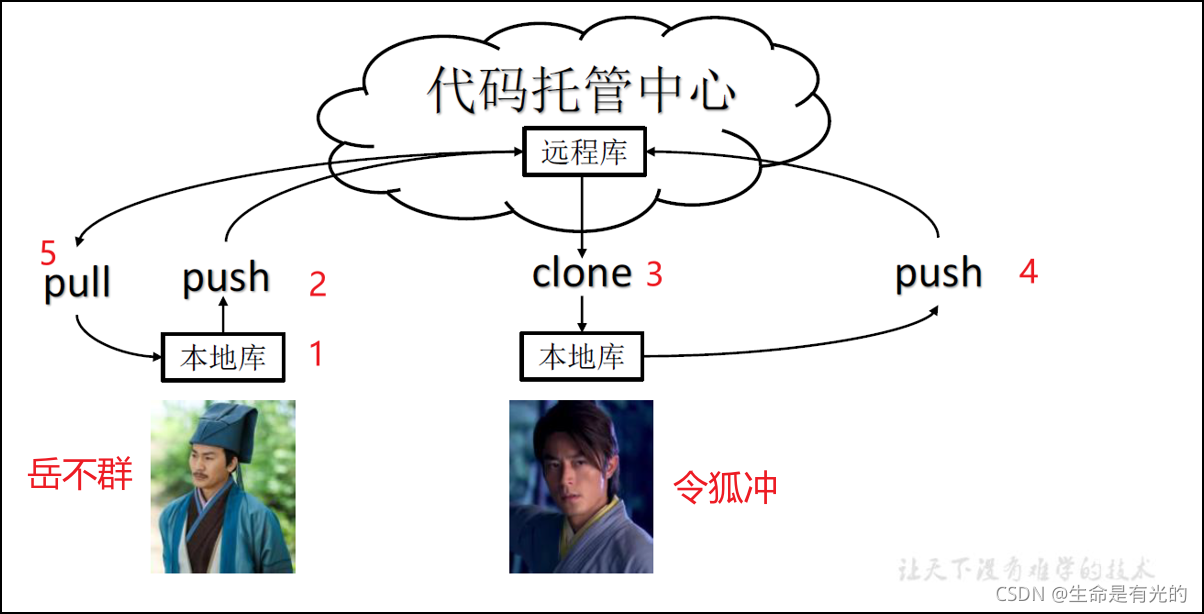 代码托管中心
远程库
5
pull
push
2
clone
3
push
4
本地库
1
本地库
岳不群
令狐冲
让天下没有难学的技术
CSDN @生命是有光的